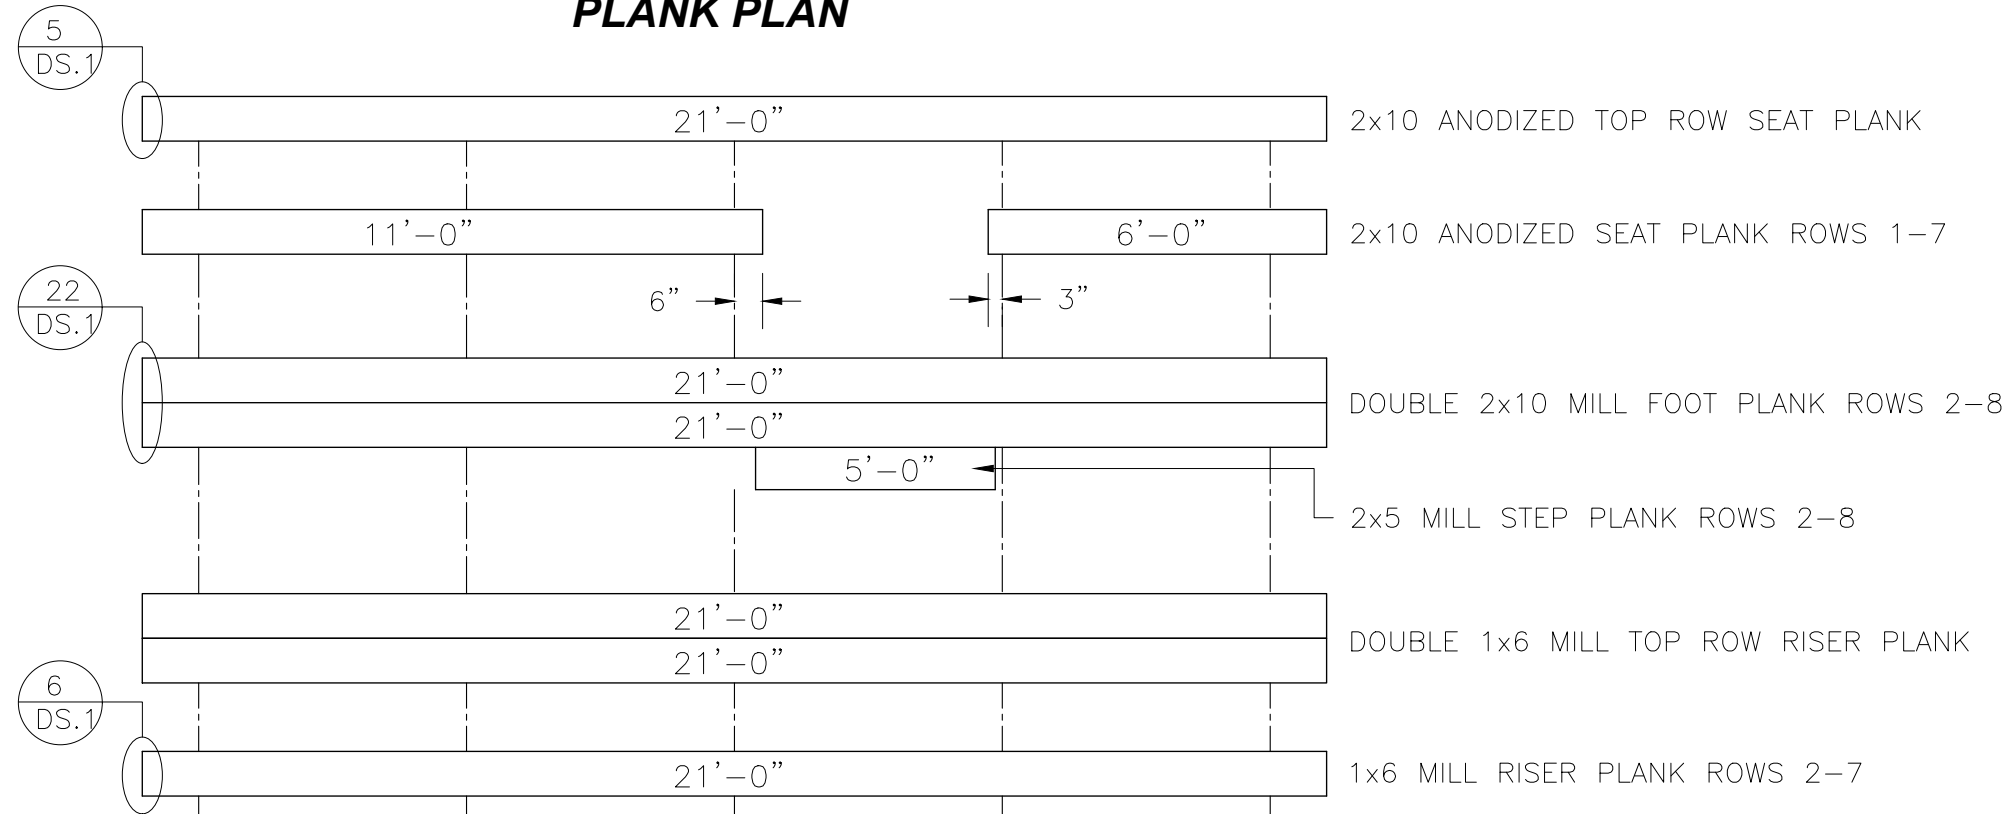 PLANK PLAN
5
DS.1
21'-0"
2x10 ANODIZED TOP ROW SEAT PLANK
11'-0"
6'-0"
2x10 ANODIZED SEAT PLANK ROWS 1-7
22
DS.1
6"
3"
21'-0"
21'-0"
DOUBLE 2x10 MILL FOOT PLANK ROWS 2-8
5'-0"
2x5 MILL STEP PLANK ROWS 2-8
21'-0"
21'-0"
DOUBLE 1x6 MILL TOP ROW RISER PLANK
6
DS.1
21'-0"
1x6 MILL RISER PLANK ROWS 2-7